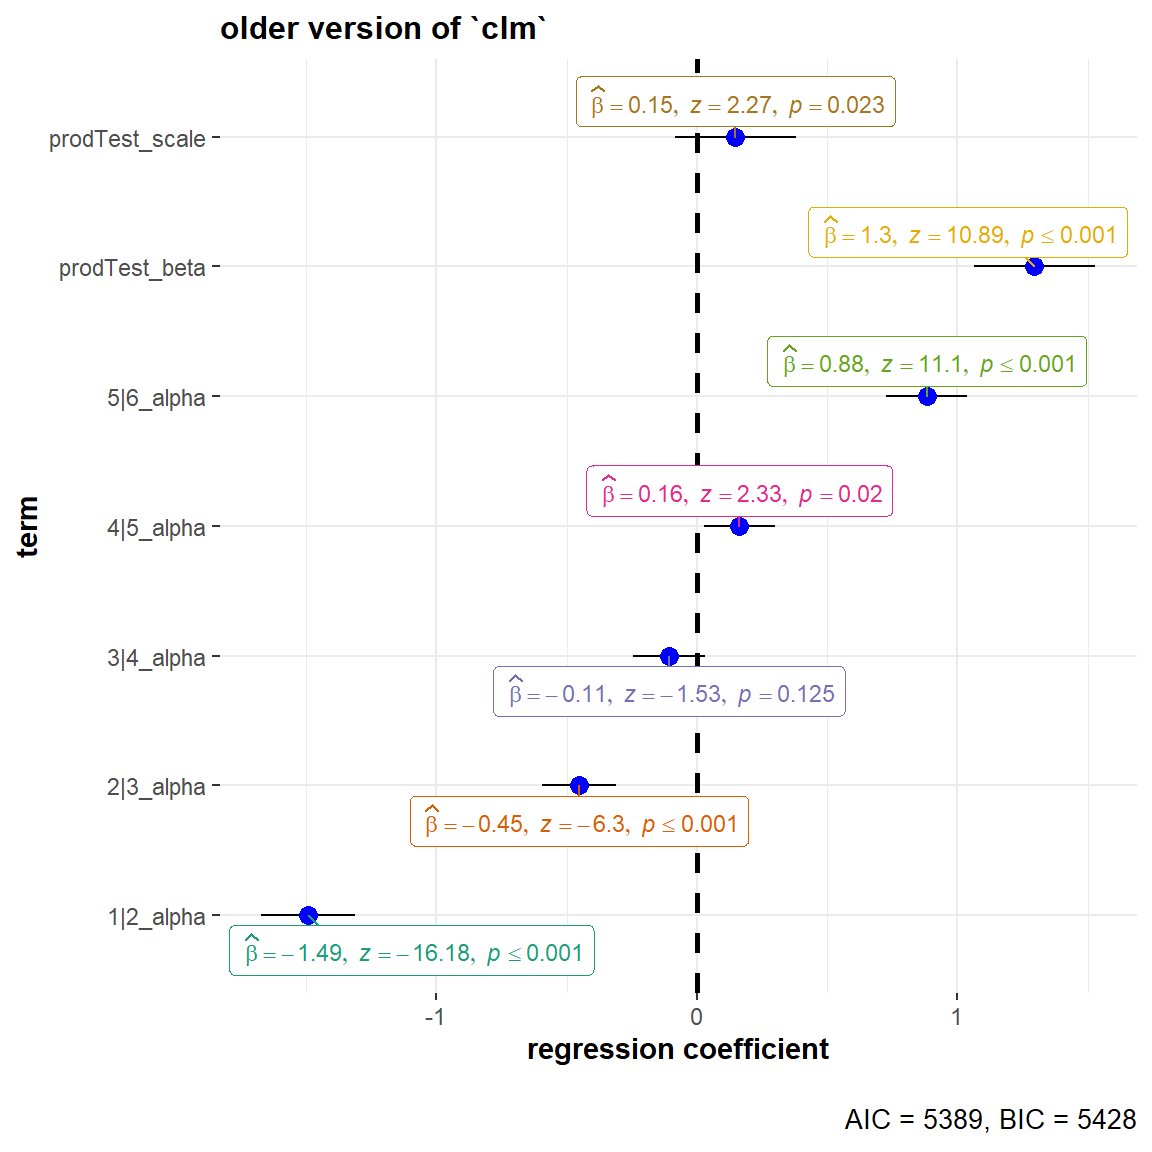 older version of `clm`
prodTest_scale
β̂ = 0.15, z = 2.27, p = 0.023
prodTest_beta
β̂ = 1.3, z = 10.89, p ≤ 0.001
5|6_alpha
β̂ = 0.88, z = 11.1, p ≤ 0.001
4|5_alpha
β̂ = 0.16, z = 2.33, p = 0.02
3|4_alpha
β̂ = −0.11, z = −1.53, p = 0.125
2|3_alpha
β̂ = −0.45, z = −6.3, p ≤ 0.001
1|2_alpha
β̂ = −1.49, z = −16.18, p ≤ 0.001
term
-1 0 1
regression coefficient
AIC = 5389, BIC = 5428